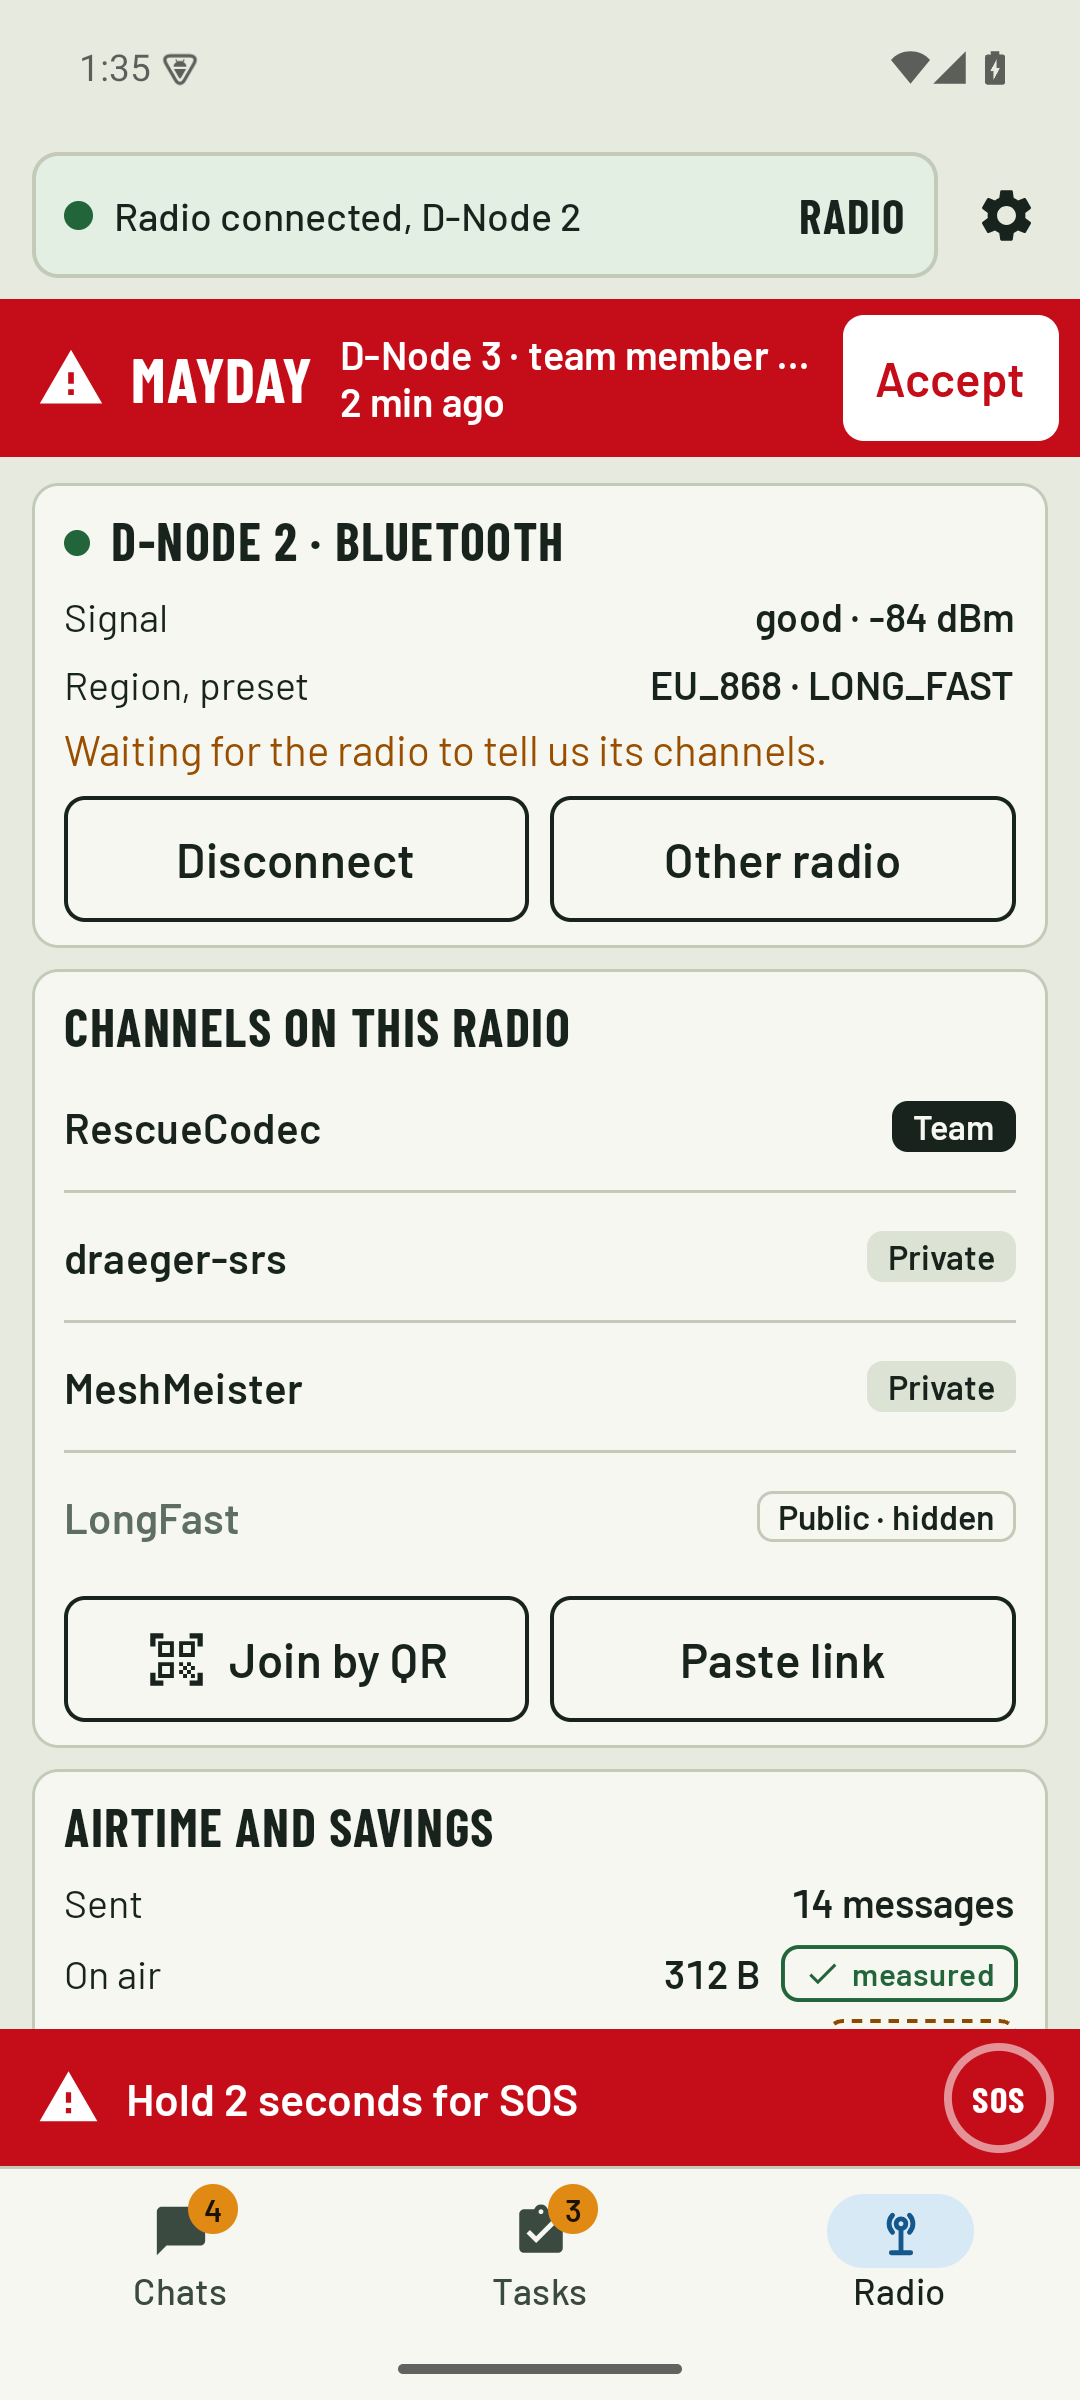 1:35
Radio connected, D-Node 2 RADIO
MAYDAY
D-Node 3 · team member ...
2 min ago
Accept
D-NODE 2 · BLUETOOTH
Signal good · -84 dBm
Region, preset EU_868 · LONG_FAST
Waiting for the radio to tell us its channels.
Disconnect Other radio
CHANNELS ON THIS RADIO
RescueCodec Team
draeger-srs Private
MeshMeister Private
LongFast Public · hidden
Join by QR Paste link
AIRTIME AND SAVINGS
Sent 14 messages
On air 312 B measured
Hold 2 seconds for SOS SOS
4 3
Chats Tasks Radio